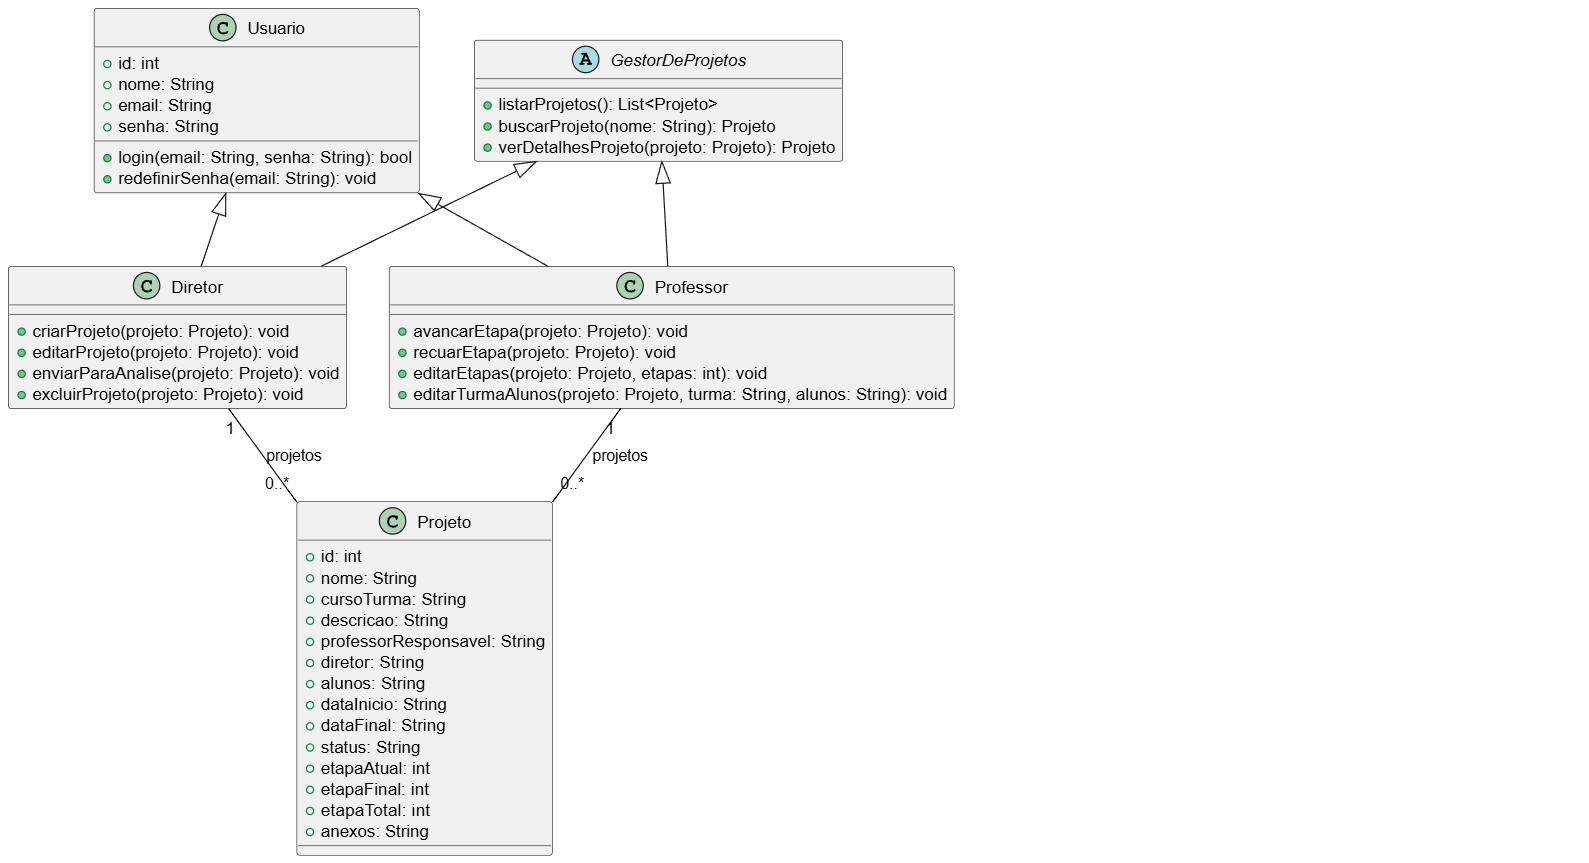 C Usuario
id: int
nome: String
email: String
senha: String
login(email: String, senha: String): bool
redefinirSenha(email: String): void
A GestorDeProjetos
listarProjetos(): List<Projeto>
buscarProjeto(nome: String): Projeto
verDetalhesProjeto(projeto: Projeto): Projeto
C Diretor
criarProjeto(projeto: Projeto): void
editarProjeto(projeto: Projeto): void
enviarParaAnalise(projeto: Projeto): void
excluirProjeto(projeto: Projeto): void
C Professor
avancarEtapa(projeto: Projeto): void
recuarEtapa(projeto: Projeto): void
editarEtapas(projeto: Projeto, etapas: int): void
editarTurmaAlunos(projeto: Projeto, turma: String, alunos: String): void
1
projetos
0..*
1
projetos
0..*
C Projeto
id: int
nome: String
cursoTurma: String
descricao: String
professorResponsavel: String
diretor: String
alunos: String
dataInicio: String
dataFinal: String
status: String
etapaAtual: int
etapaFinal: int
etapaTotal: int
anexos: String